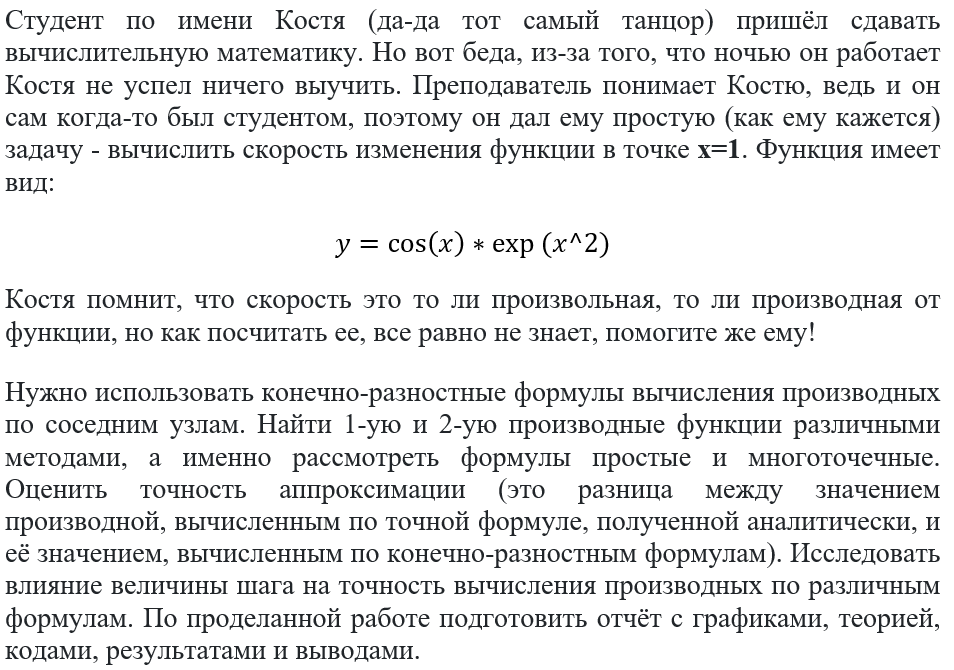 Студент по имени Костя (да-да тот самый танцор) пришёл сдавать
вычислительную математику. Но вот беда, из-за того, что ночью он работает
Костя не успел ничего выучить. Преподаватель понимает Костю, ведь и он
сам когда-то был студентом, поэтому он дал ему простую (как ему кажется)
задачу - вычислить скорость изменения функции в точке x=1. Функция имеет
вид:
y = cos(x) ∗ exp (x^2)
Костя помнит, что скорость это то ли произвольная, то ли производная от
функции, но как посчитать ее, все равно не знает, помогите же ему!
Нужно использовать конечно-разностные формулы вычисления производных
по соседним узлам. Найти 1-ую и 2-ую производные функции различными
методами, а именно рассмотреть формулы простые и многоточечные.
Оценить точность аппроксимации (это разница между значением
производной, вычисленным по точной формуле, полученной аналитически, и
её значением, вычисленным по конечно-разностным формулам). Исследовать
влияние величины шага на точность вычисления производных по различным
формулам. По проделанной работе подготовить отчёт с графиками, теорией,
кодами, результатами и выводами.